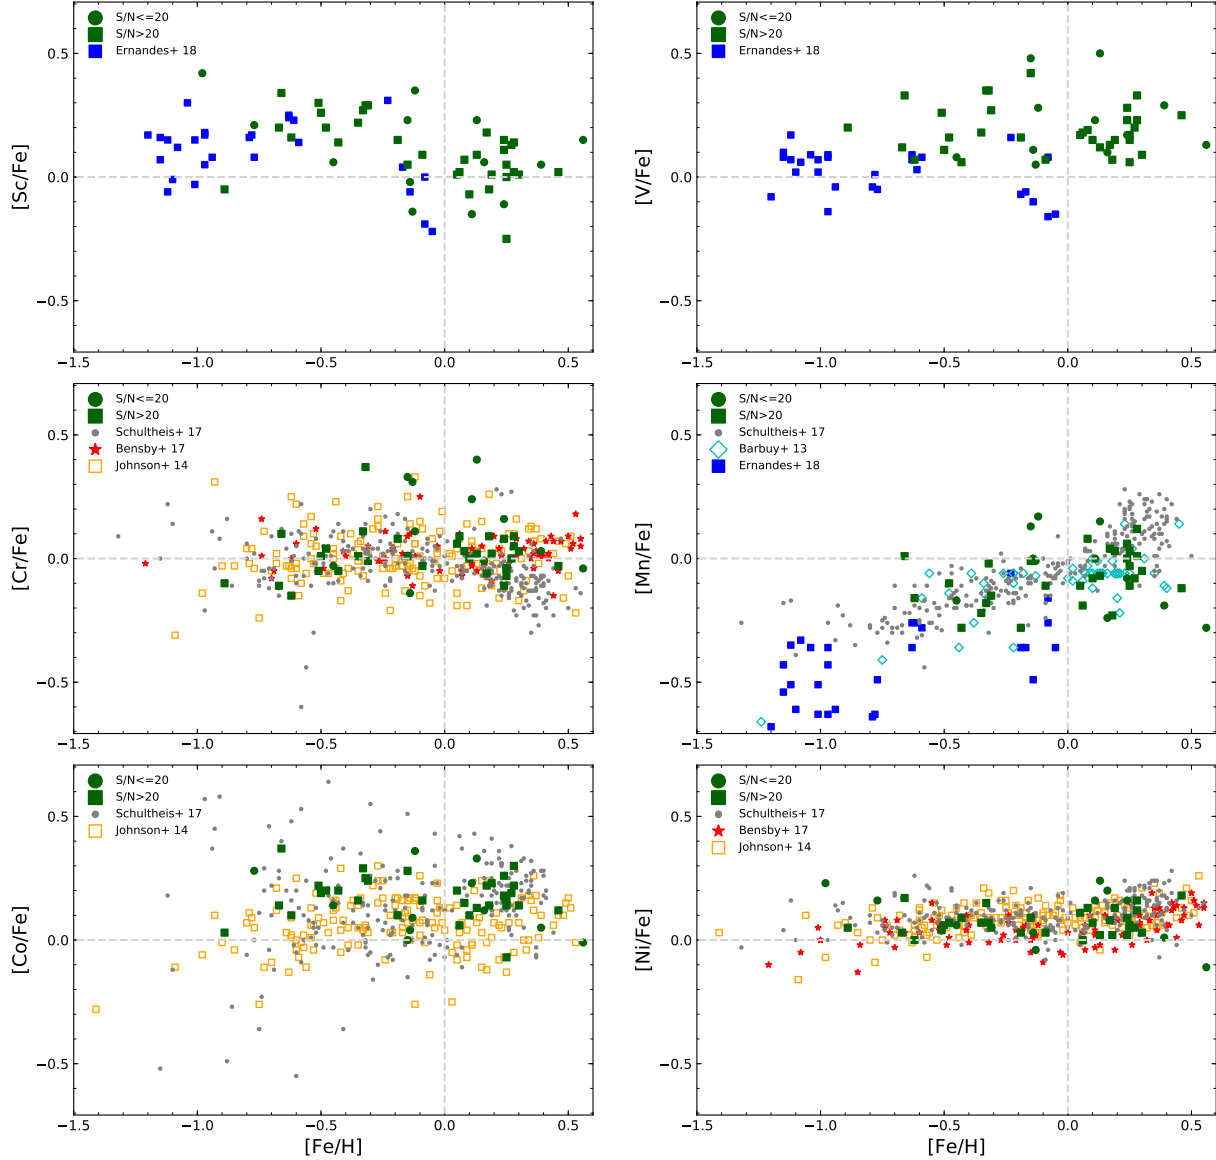 S/N<=20
S/N>20
Ernandes+ 18
0.5
0.0
−0.5
[Sc/Fe]
−1.5 −1.0 −0.5 0.0 0.5
S/N<=20
S/N>20
Ernandes+ 18
0.5
0.0
−0.5
[V/Fe]
−1.5 −1.0 −0.5 0.0 0.5
S/N<=20
S/N>20
Schultheis+ 17
Bensby+ 17
Johnson+ 14
0.5
0.0
−0.5
[Cr/Fe]
−1.5 −1.0 −0.5 0.0 0.5
S/N<=20
S/N>20
Schultheis+ 17
Barbuy+ 13
Ernandes+ 18
0.5
0.0
−0.5
[Mn/Fe]
−1.5 −1.0 −0.5 0.0 0.5
S/N<=20
S/N>20
Schultheis+ 17
Johnson+ 14
0.5
0.0
−0.5
[Co/Fe]
−1.5 −1.0 −0.5 0.0 0.5
[Fe/H]
S/N<=20
S/N>20
Schultheis+ 17
Bensby+ 17
Johnson+ 14
0.5
0.0
−0.5
[Ni/Fe]
−1.5 −1.0 −0.5 0.0 0.5
[Fe/H]